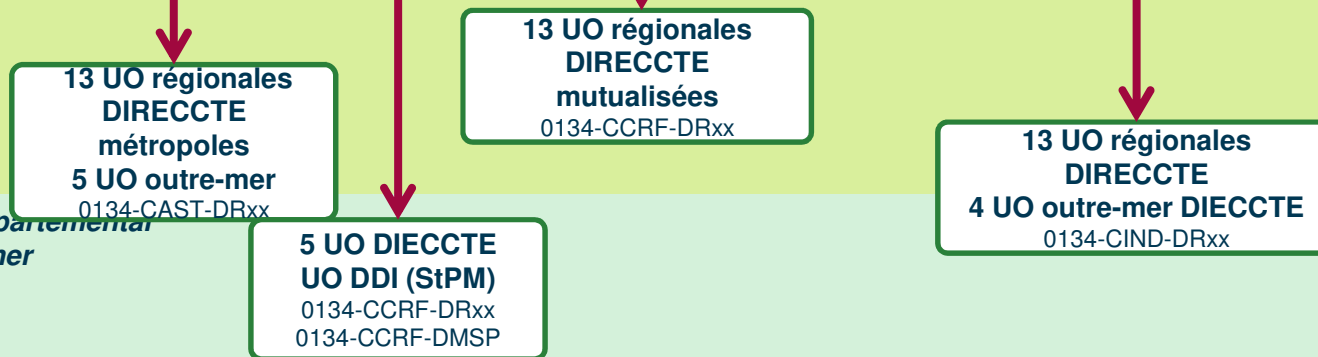 13 UO régionales
DIRECCTE
métropoles
5 UO outre-mer
0134-CAST-DRxx
13 UO régionales
DIRECCTE
mutualisées
0134-CCRF-DRxx
13 UO régionales
DIRECCTE
4 UO outre-mer DIECCTE
0134-CIND-DRxx
5 UO DIECCTE
UO DDI (StPM)
0134-CCRF-DRxx
0134-CCRF-DMSP